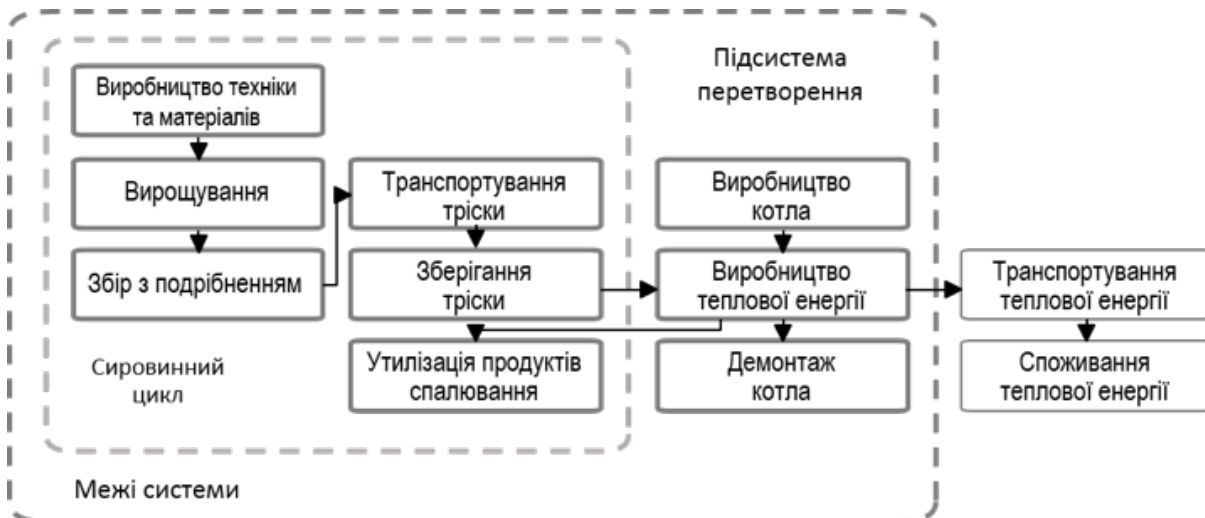 Підсистема
перетворення
Виробництво техніки
та матеріалів
Вирощування
Збір з подрібненням
Транспортування
тріски
Зберігання
тріски
Утилізація продуктів
спалювання
Сировинний
цикл
Виробництво
котла
Виробництво
теплової енергії
Демонтаж
котла
Транспортування
теплової енергії
Споживання
теплової енергії
Межі системи